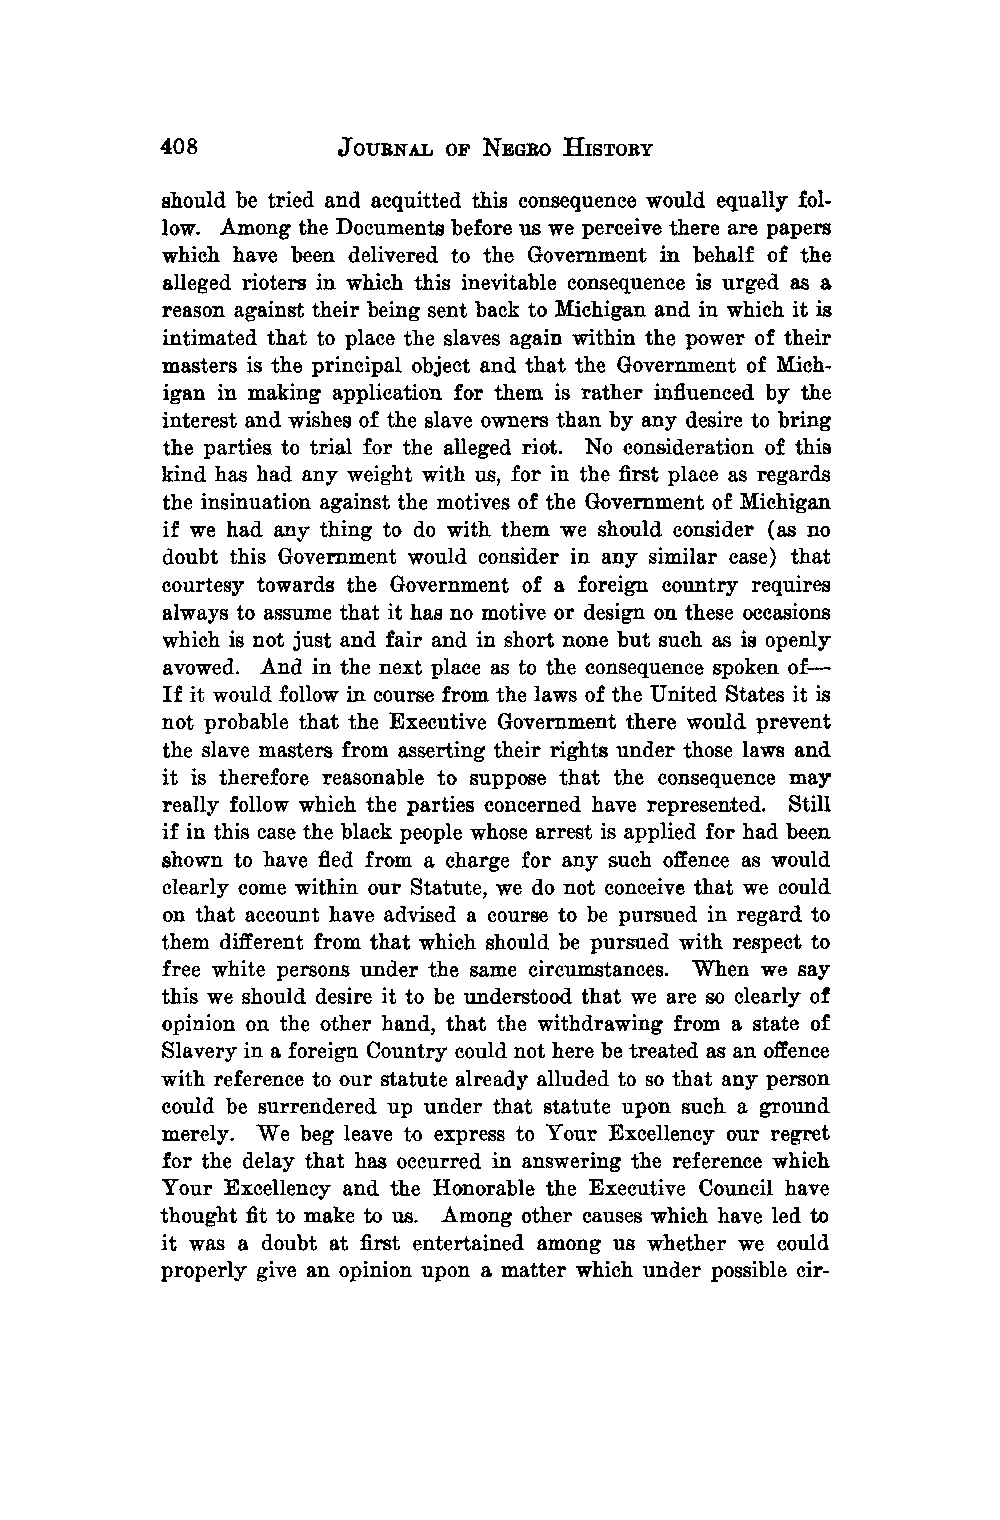 408 JOURNAL OF NEGRO HISTORY
should be tried and acquitted this consequence would equally fol-
low. Among the Documents before us we perceive there are papers
which have been delivered to the Government in behalf of the
alleged rioters in which this inevitable consequence is urged as a
reason against their being sent back to Michigan and in which it is
intimated that to place the slaves again within the power of their
masters is the principal object and that the Government of Mich-
igan in making application for them is rather influenced by the
interest and wishes of the slave owners than by any desire to bring
the parties to trial for the alleged riot. No consideration of this
kind has had any weight with us, for in the first place as regards
the insinuation against the motives of the Government of Michigan
if we had any thing to do with them we should consider (as no
doubt this Government would consider in any similar case) that
courtesy towards the Government of a foreign country requires
always to assume that it has no motive or design on these occasions
which is not just and fair and in short none but such as is openly
avowed. And in the next place as to the consequence spoken of—
If it would follow in course from the laws of the United States it is
not probable that the Executive Government there would prevent
the slave masters from asserting their rights under those laws and
it is therefore reasonable to suppose that the consequence may
really follow which the parties concerned have represented. Still
if in this case the black people whose arrest is applied for had been
shown to have fled from a charge for any such offence as would
clearly come within our Statute, we do not conceive that we could
on that account have advised a course to be pursued in regard to
them different from that which should be pursued with respect to
free white persons under the same circumstances. When we say
this we should desire it to be understood that we are so clearly of
opinion on the other hand, that the withdrawing from a state of
Slavery in a foreign Country could not here be treated as an offence
with reference to our statute already alluded to so that any person
could be surrendered up under that statute upon such a ground
merely. We beg leave to express to Your Excellency our regret
for the delay that has occurred in answering the reference which
Your Excellency and the Honorable the Executive Council have
thought fit to make to us. Among other causes which have led to
it was a doubt at first entertained among us whether we could
properly give an opinion upon a matter which under possible cir-